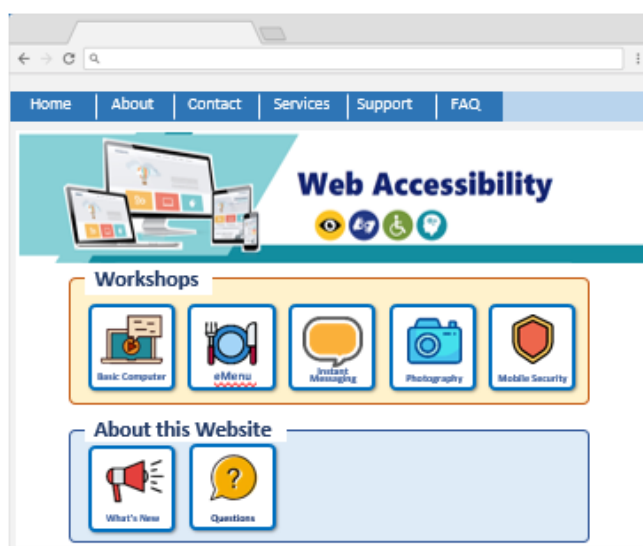 Home About Contact Services Support FAQ
Web Accessibility
Workshops
Basic Computer
eMenu
Instant
Messaging
Photography
Mobile Security
About this Website
What's New
?
Questions